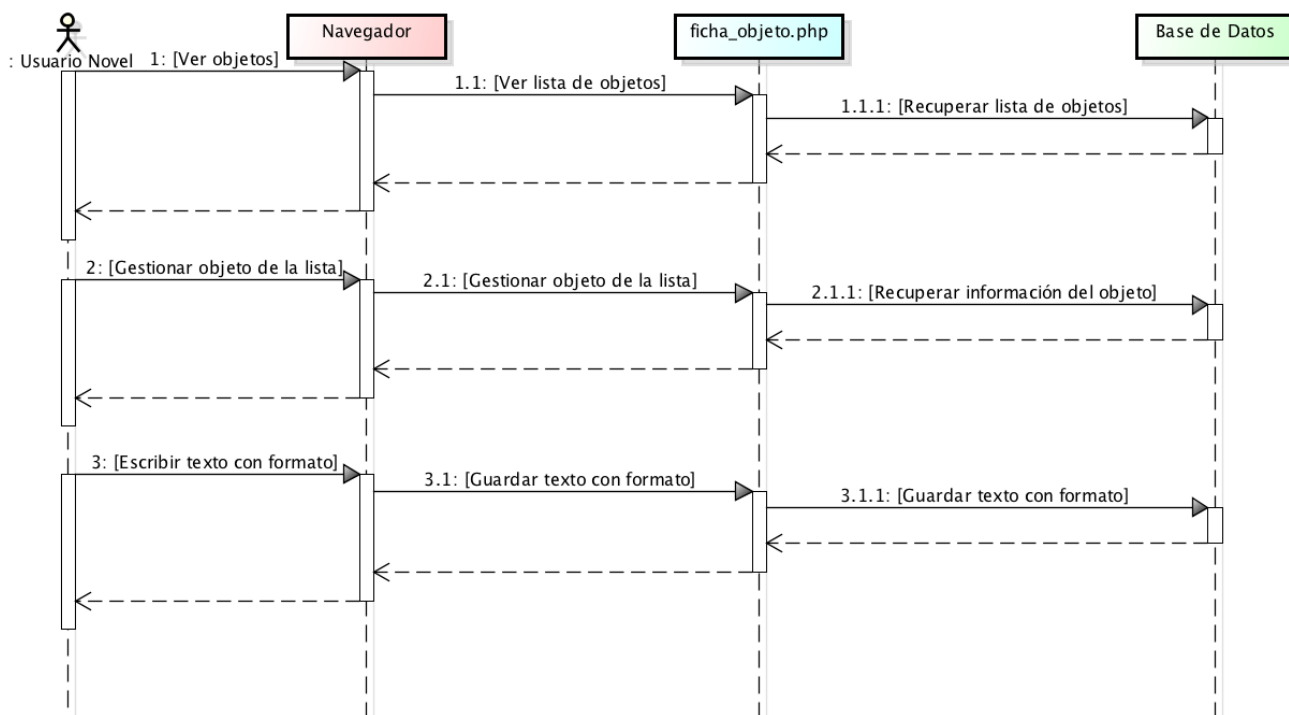 Navegador
ficha_objeto.php
Base de Datos
: Usuario Novel
1: [Ver objetos]
1.1: [Ver lista de objetos]
1.1.1: [Recuperar lista de objetos]
2: [Gestionar objeto de la lista]
2.1: [Gestionar objeto de la lista]
2.1.1: [Recuperar información del objeto]
3: [Escribir texto con formato]
3.1: [Guardar texto con formato]
3.1.1: [Guardar texto con formato]